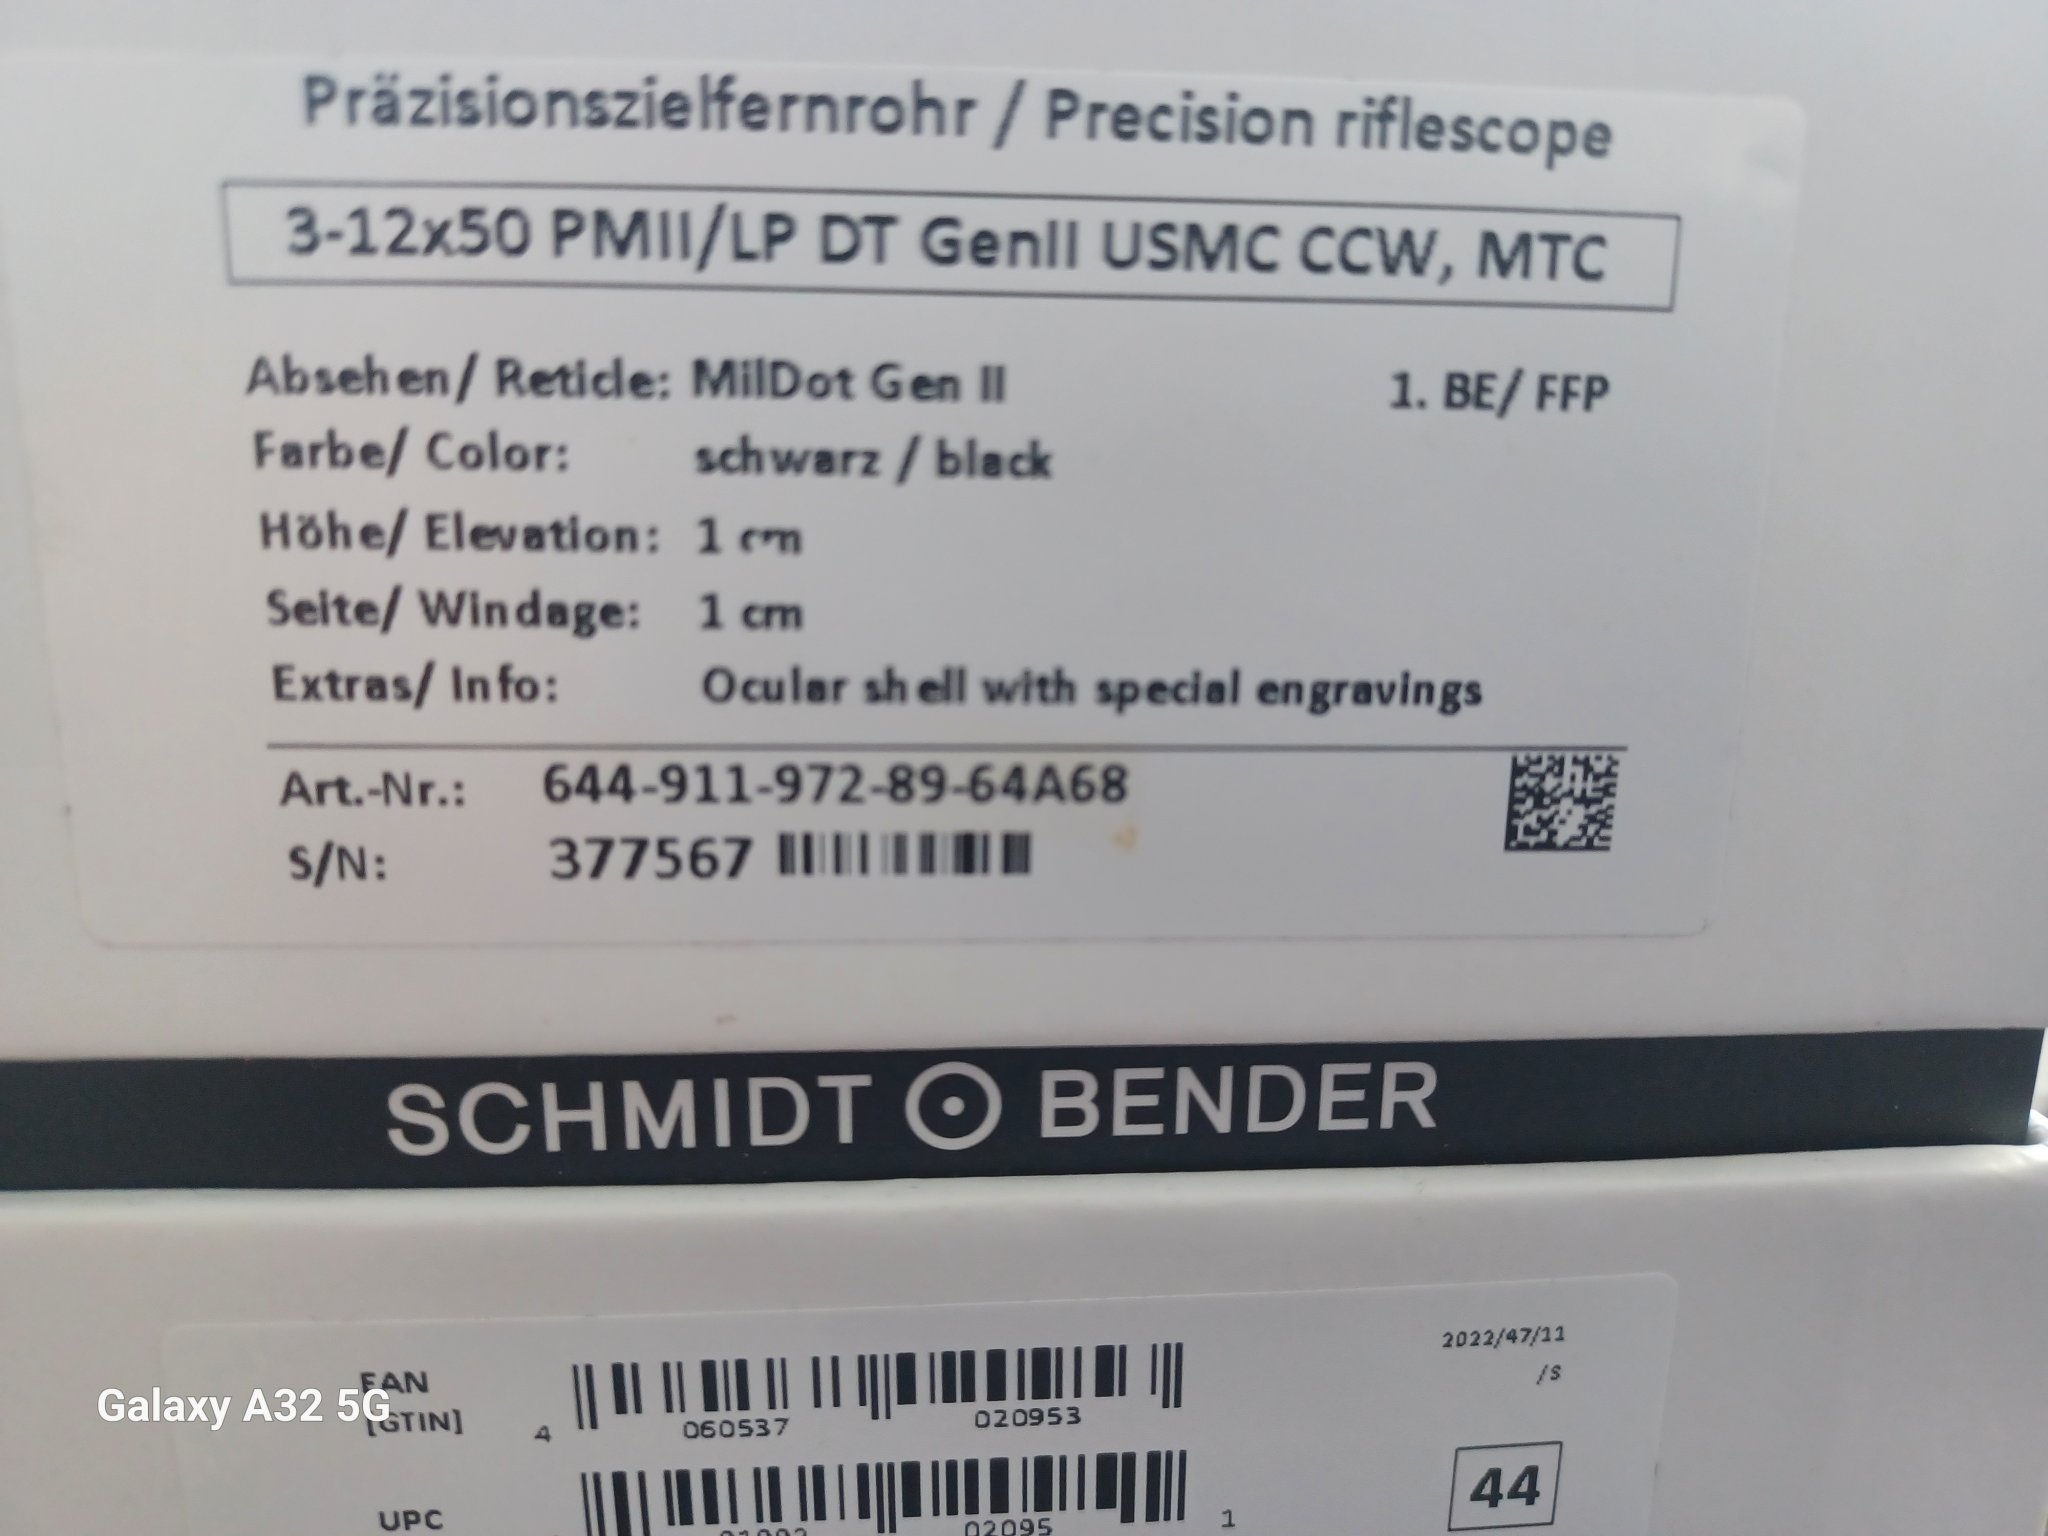 Präzisionszielfernrohr / Precision riflescope
3-12x50 PMII/LP DT GenII USMC CCW, MTC
Absehen/ Reticle: MilDot Gen II 1. BE/ FFP
Farbe/ Color: schwarz / black
Höhe/ Elevation: 1 cm
Seite/ Windage: 1 cm
Extras/ Info: Ocular shell with special engravings
Art.-Nr.: 644-911-972-89-64A68
S/N: 377567
SCHMIDT BENDER
2022/47/11
/S
EAN
[GTIN]
4 060537 020953
Galaxy A32 5G
44
UPC
02095 1